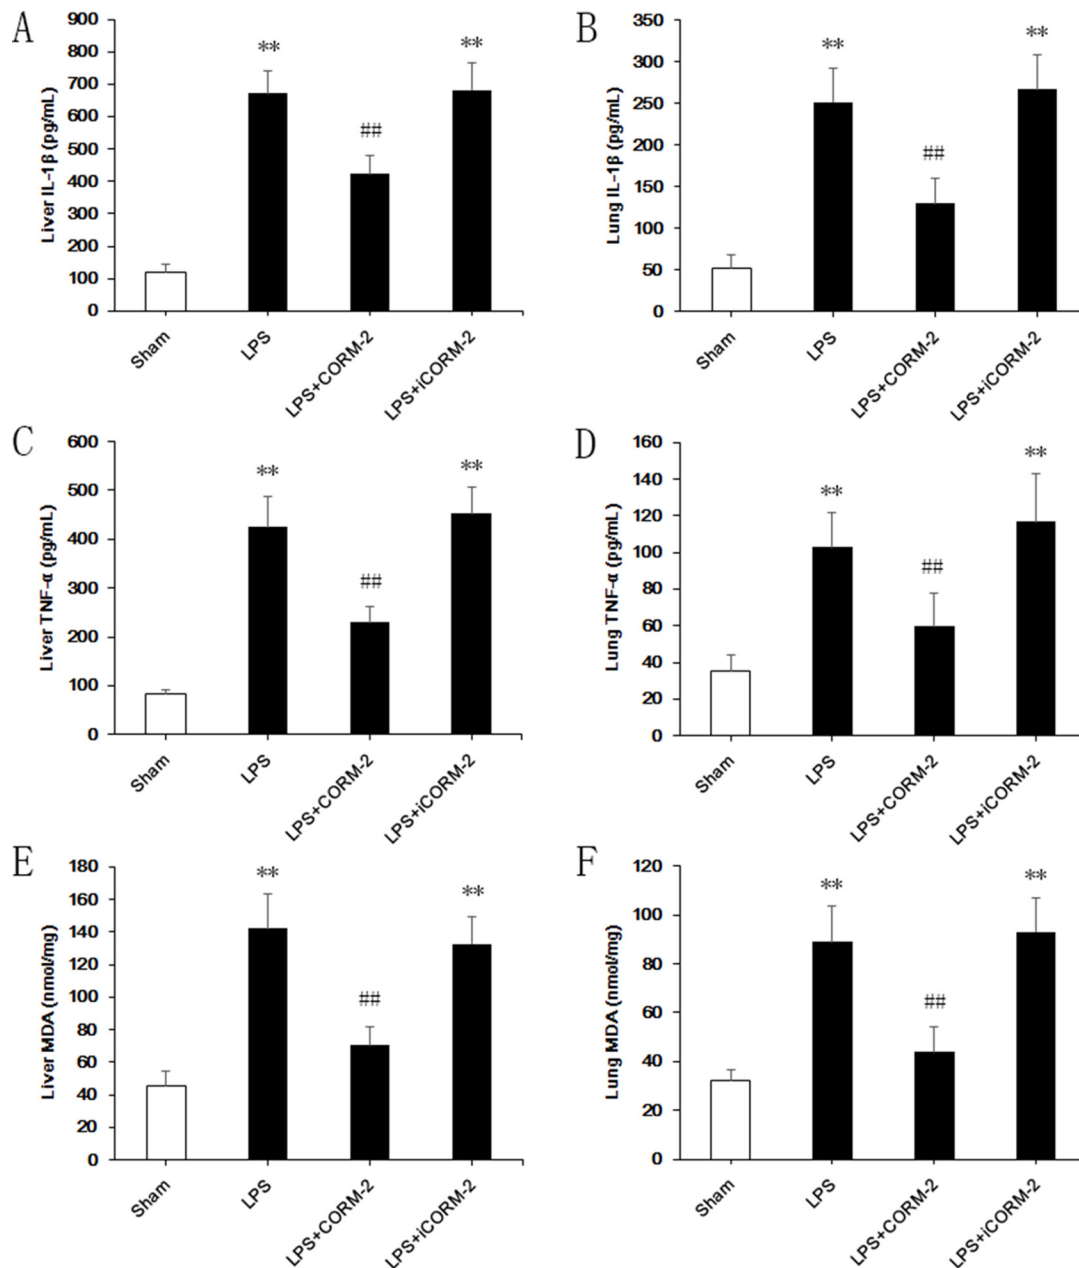 A
Liver IL-1β (pg/mL)
900
800
700
600
500
400
300
200
100
0
**
##
**
Sham
LPS
LPS+CORM-2
LPS+iCORM-2
B
Lung IL-1β (pg/mL)
350
300
250
200
150
100
50
0
**
##
**
Sham
LPS
LPS+CORM-2
LPS+iCORM-2
C
Liver TNF-α (pg/mL)
600
500
400
300
200
100
0
**
##
**
Sham
LPS
LPS+CORM-2
LPS+iCORM-2
D
Lung TNF-α (pg/mL)
160
140
120
100
80
60
40
20
0
**
##
**
Sham
LPS
LPS+CORM-2
LPS+iCORM-2
E
Liver MDA (nmol/mg)
180
160
140
120
100
80
60
40
20
0
**
##
**
Sham
LPS
LPS+CORM-2
LPS+iCORM-2
F
Lung MDA (nmol/mg)
120
100
80
60
40
20
0
**
##
**
Sham
LPS
LPS+CORM-2
LPS+iCORM-2